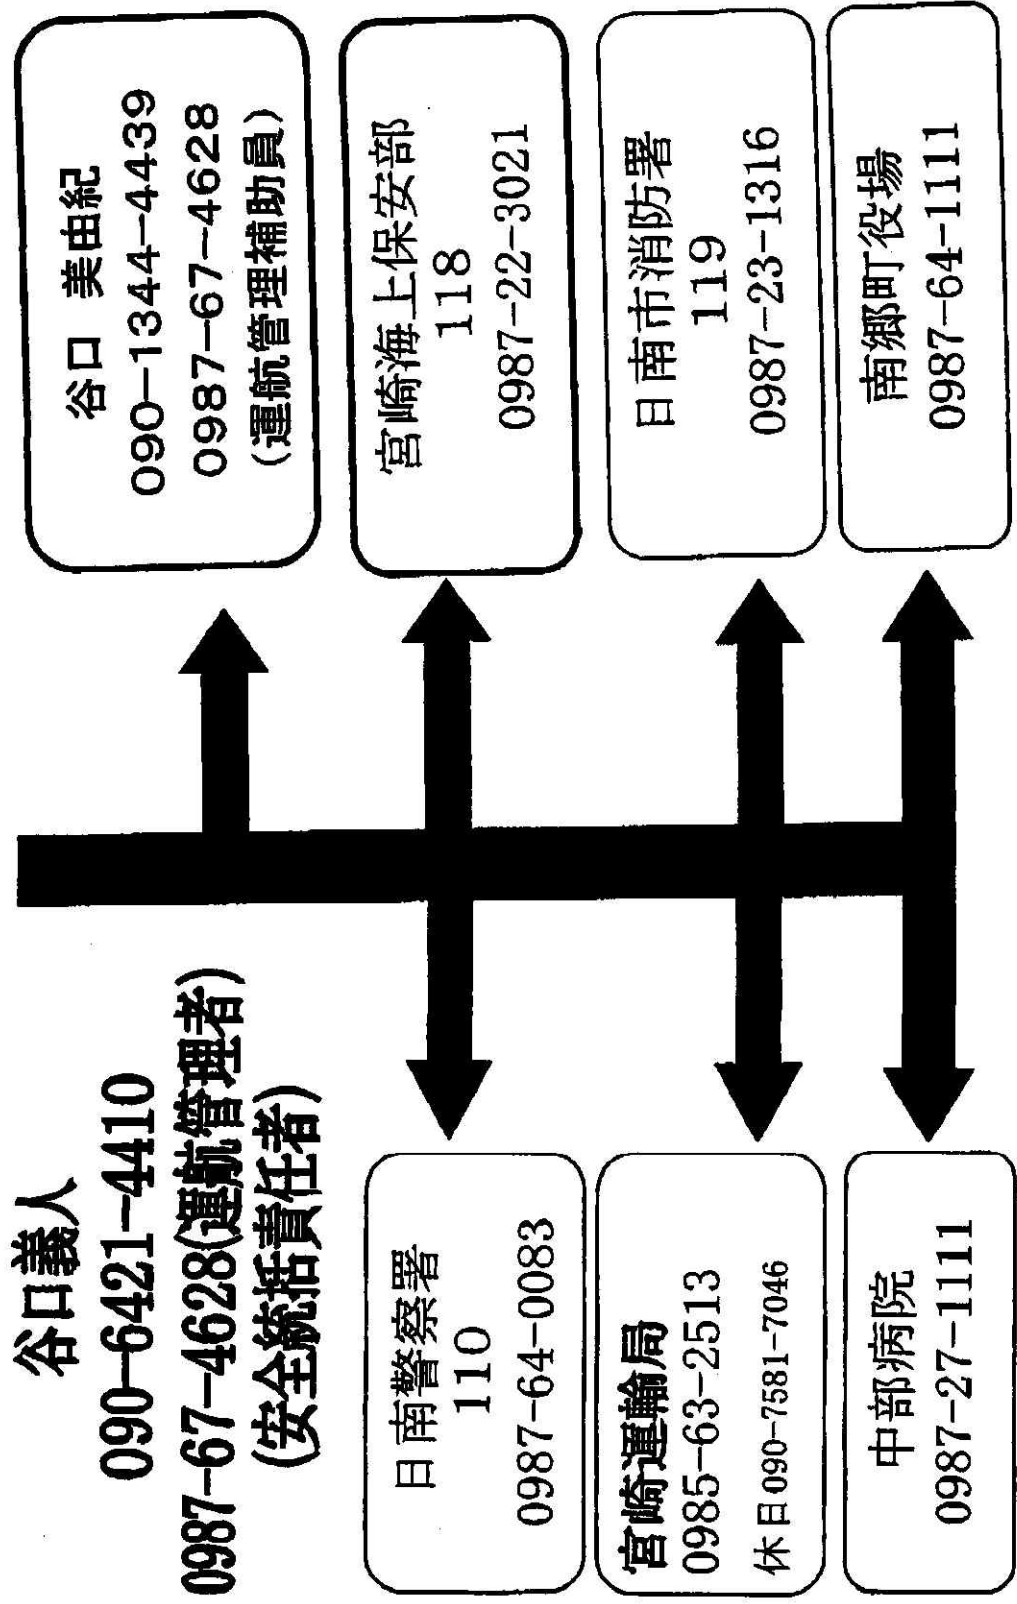 谷口義人
090-6421-4410
0987-67-4628(運航管理者)
(安全統括責任者)
谷口 美由紀
090-1344-4439
0987-67-4628
(運航管理補助員)
日南警察署
110
0987-64-0083
宮崎海上保安部
118
0987-22-3021
宮崎運輸局
0985-63-2513
休日090-7581-7046
日南市消防署
119
0987-23-1316
中部病院
0987-27-1111
南郷町役場
0987-64-1111